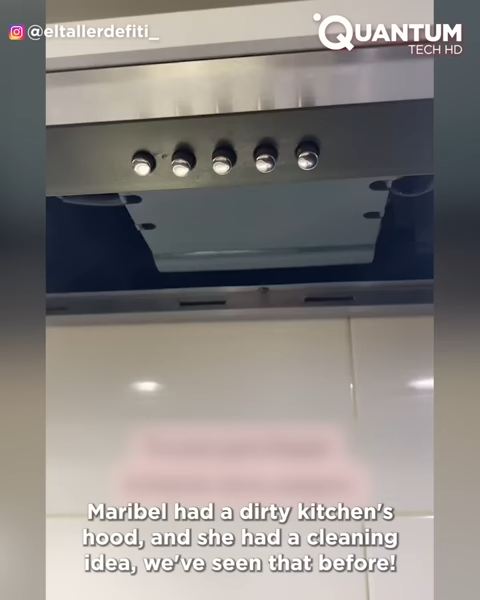 @eltallerdefiti_
QUANTUM
TECH HD
Maribel had a dirty kitchen's
hood, and she had a cleaning
idea, we've seen that before!